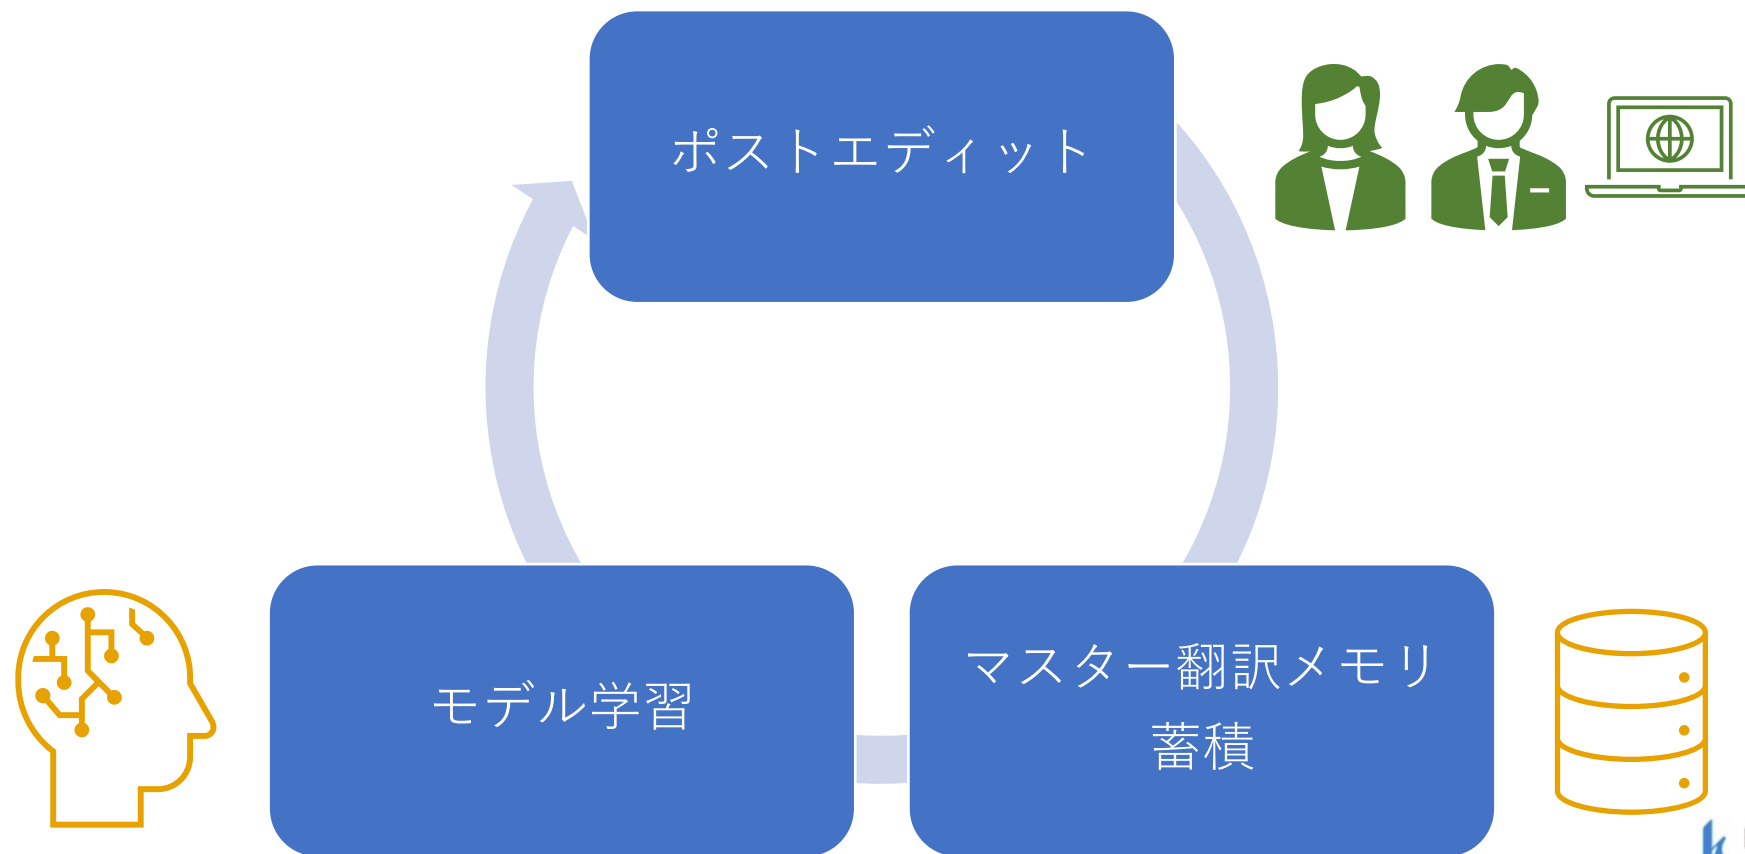 ポストエディット
モデル学習
マスター翻訳メモリ
蓄積